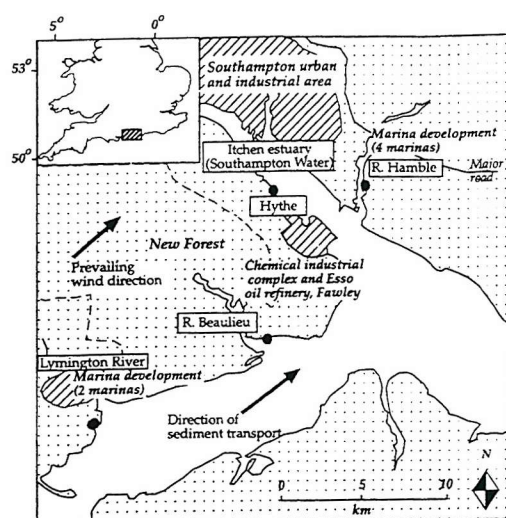 5°
0°
53°
50°
Southampton urban
and industrial area
Itchen estuary
(Southampton Water)
Marina development
(4 marinas)
R. Hamble
Major
road
Hythe
New Forest
Prevailing
wind direction
Chemical industrial
complex and Esso
oil refinery, Fawley
R. Beaulieu
Lymington River
Marina development
(2 marinas)
Direction of
sediment transport
N
0
5
10
km